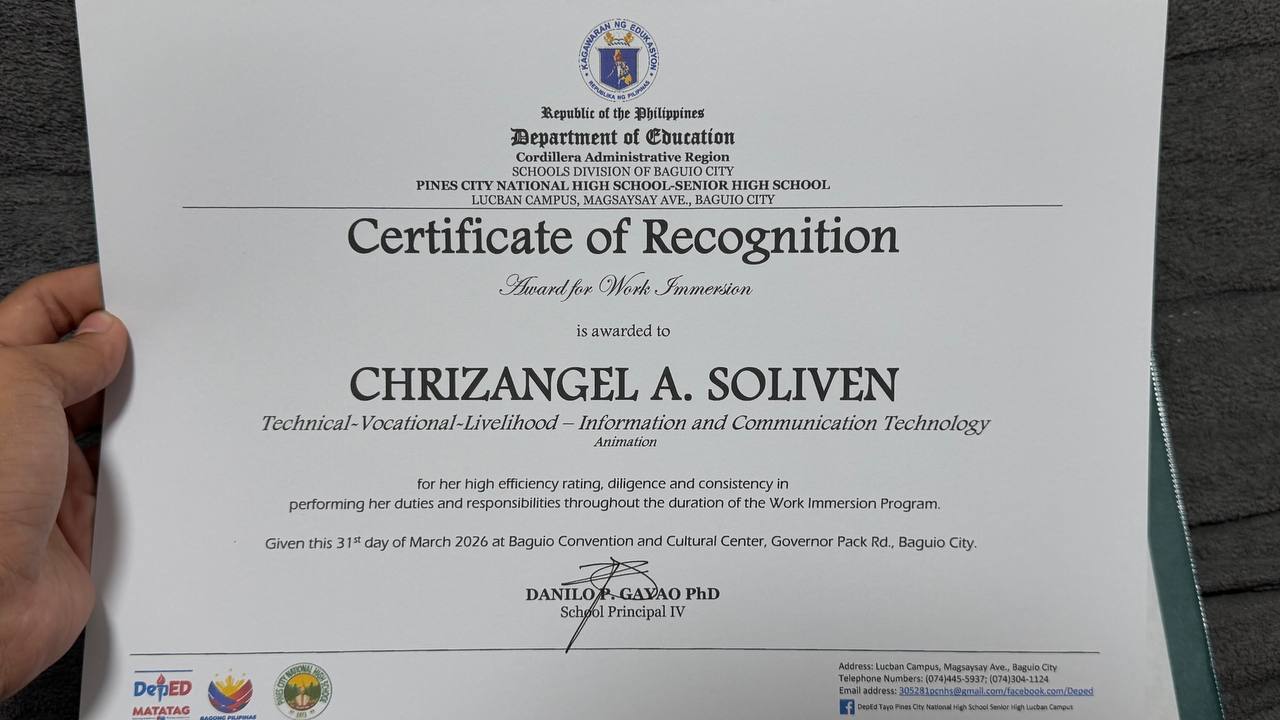 KAGAWARAN NG EDUKASYON
REPUBLIKA NG PILIPINAS
Republic of the Philippines
Department of Education
Cordillera Administrative Region
SCHOOLS DIVISION OF BAGUIO CITY
PINES CITY NATIONAL HIGH SCHOOL-SENIOR HIGH SCHOOL
LUCBAN CAMPUS, MAGSAYSAY AVE., BAGUIO CITY
Certificate of Recognition
Award for Work Immersion
is awarded to
CHRIZANGEL A. SOLIVEN
Technical-Vocational-Livelihood – Information and Communication Technology
Animation
for her high efficiency rating, diligence and consistency in
performing her duties and responsibilities throughout the duration of the Work Immersion Program.
Given this 31st day of March 2026 at Baguio Convention and Cultural Center, Governor Pack Rd., Baguio City.
DANILO P. GAYAO PhD
School Principal IV
DepED
MATATAG
BAGONG PILIPINAS
PINES CITY NATIONAL HIGH SCHOOL
Address: Lucban Campus, Magsaysay Ave., Baguio City
Telephone Numbers: (074)445-5937; (074)304-1124
Email address: 305281pcnhs@gmail.com/facebook.com/Deped
DepEd Tayo Pines City National High School Senior High Lucban Campus